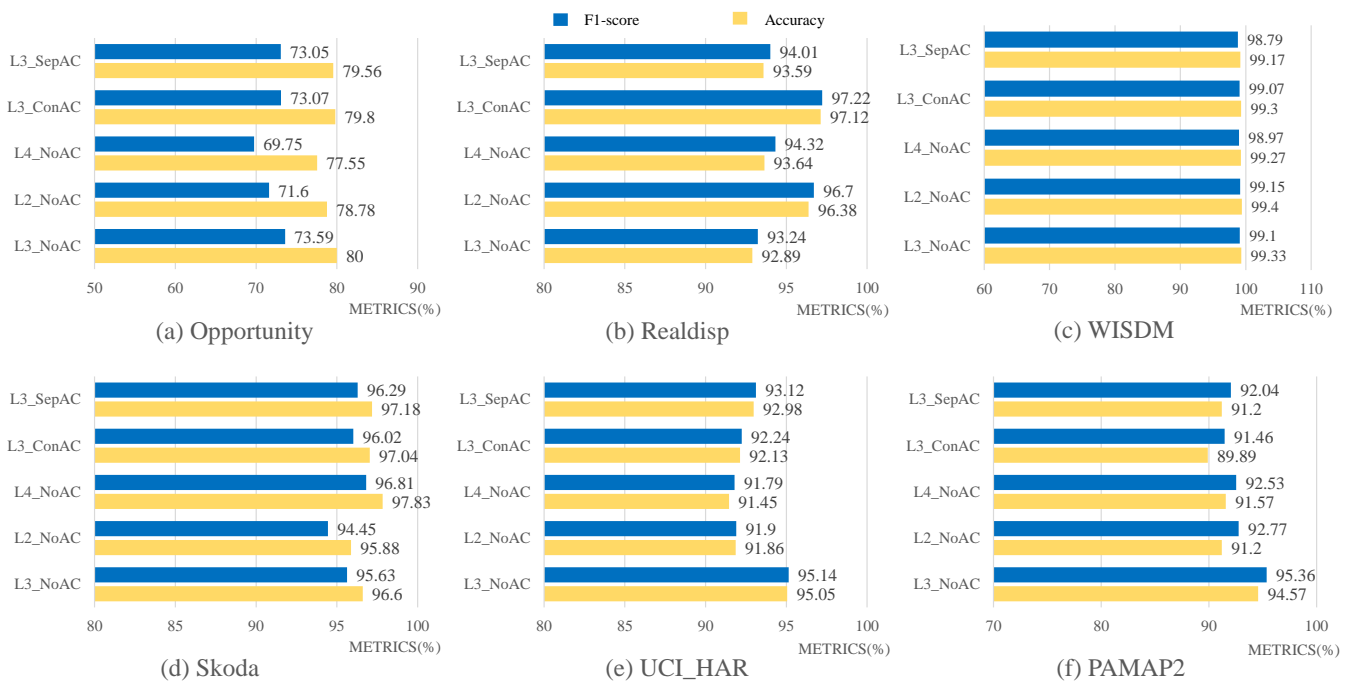 F1-score Accuracy
L3_SepAC
73.05
79.56
L3_ConAC
73.07
79.8
L4_NoAC
69.75
77.55
L2_NoAC
71.6
78.78
L3_NoAC
73.59
80
50 60 70 80 90
METRICS(%)
(a) Opportunity
L3_SepAC
94.01
93.59
L3_ConAC
97.22
97.12
L4_NoAC
94.32
93.64
L2_NoAC
96.7
96.38
L3_NoAC
93.24
92.89
80 85 90 95 100
METRICS(%)
(b) Realdisp
L3_SepAC
98.79
99.17
L3_ConAC
99.07
99.3
L4_NoAC
98.97
99.27
L2_NoAC
99.15
99.4
L3_NoAC
99.1
99.33
60 70 80 90 100 110
METRICS(%)
(c) WISDM
L3_SepAC
96.29
97.18
L3_ConAC
96.02
97.04
L4_NoAC
96.81
97.83
L2_NoAC
94.45
95.88
L3_NoAC
95.63
96.6
80 85 90 95 100
METRICS(%)
(d) Skoda
L3_SepAC
93.12
92.98
L3_ConAC
92.24
92.13
L4_NoAC
91.79
91.45
L2_NoAC
91.9
91.86
L3_NoAC
95.14
95.05
80 85 90 95 100
METRICS(%)
(e) UCI_HAR
L3_SepAC
92.04
91.2
L3_ConAC
91.46
89.89
L4_NoAC
92.53
91.57
L2_NoAC
92.77
91.2
L3_NoAC
95.36
94.57
70 80 90 100
METRICS(%)
(f) PAMAP2